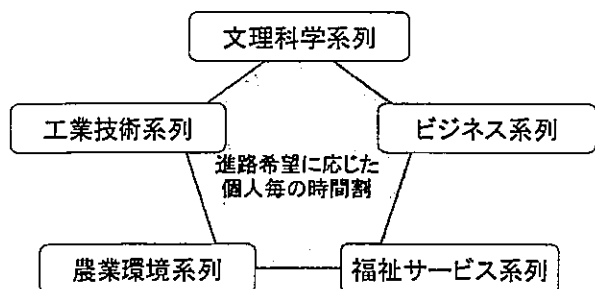 文理科学系列
工業技術系列
ビジネス系列
進路希望に応じた
個人毎の時間割
農業環境系列
福祉サービス系列